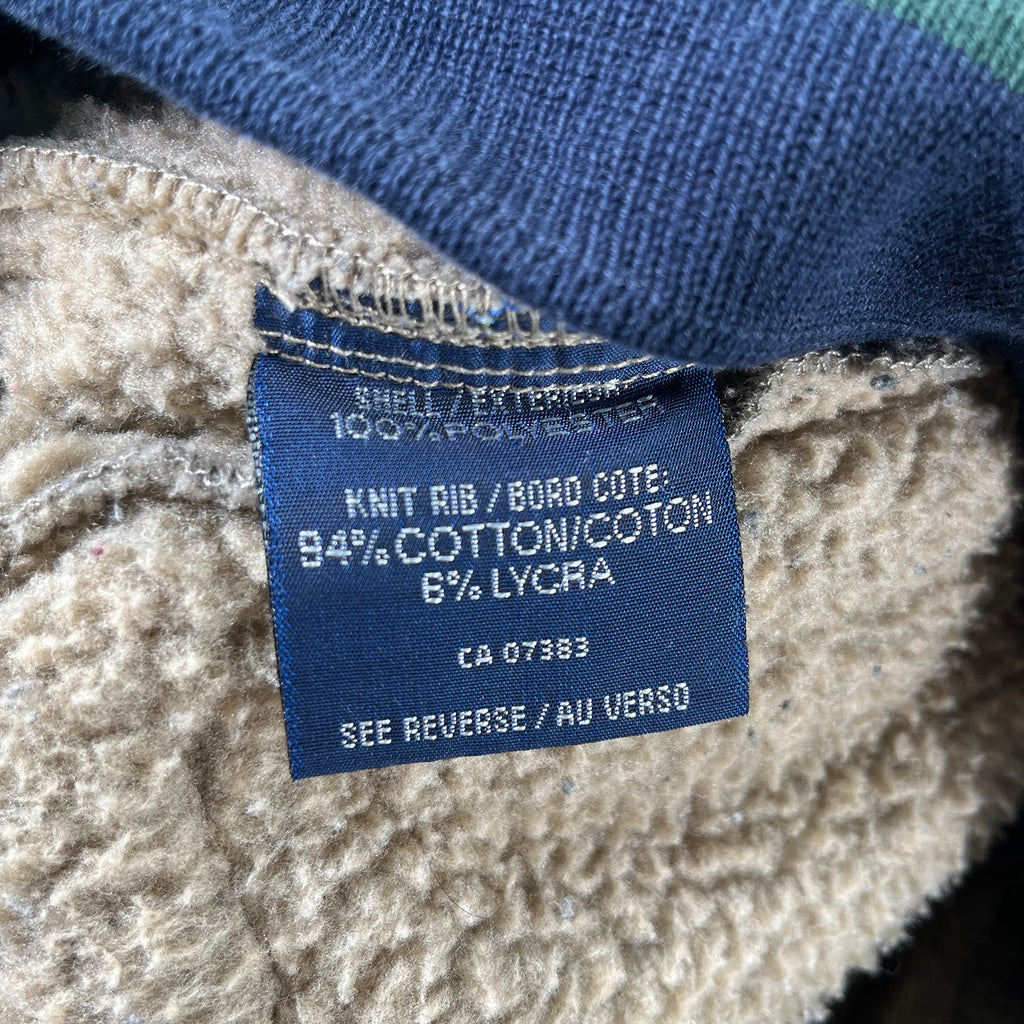 SHELL / EXTERIEUR
100% POLYESTER
KNIT RIB / BORD COTE:
94% COTTON/COTON
6% LYCRA
CA 07383
SEE REVERSE / AU VERSO